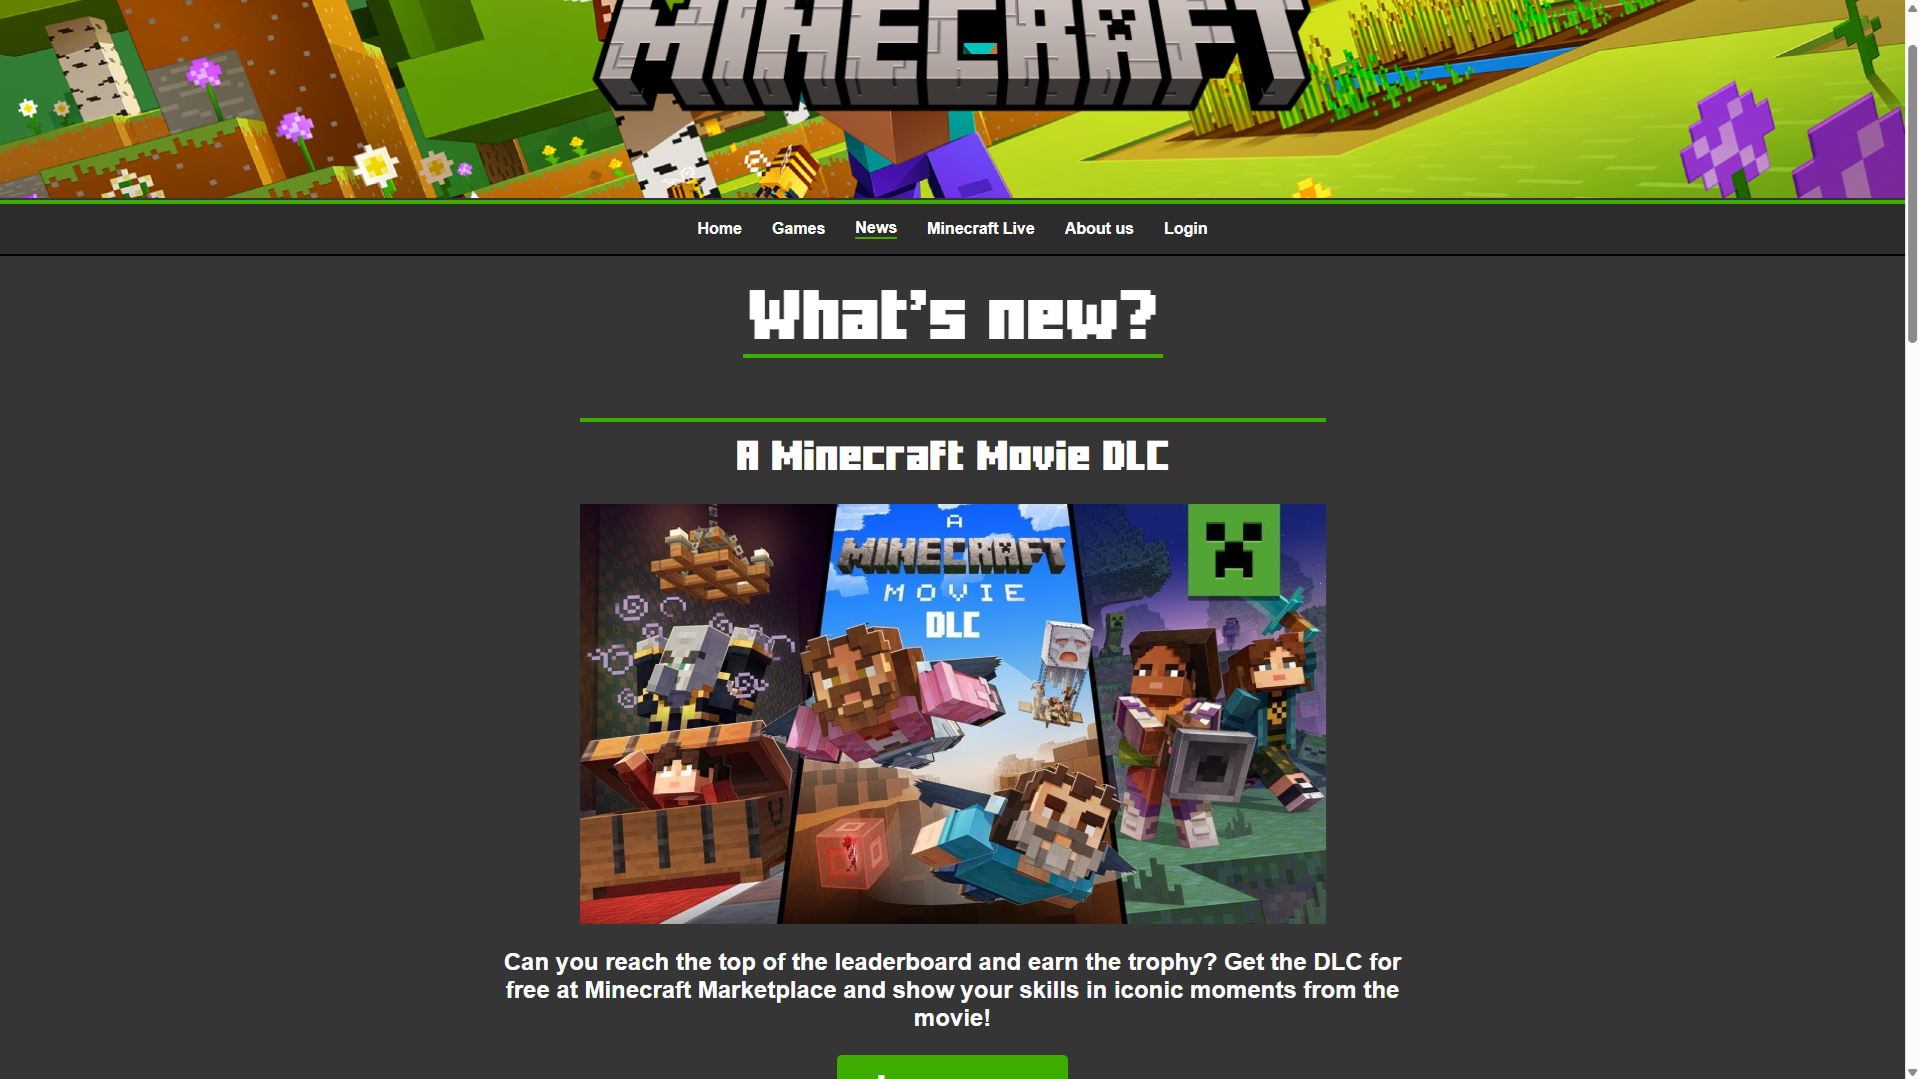 MINECRAFT
Home Games News Minecraft Live About us Login
What's new?
A Minecraft Movie DLC
A
MINECRAFT
MOVIE
DLC
Can you reach the top of the leaderboard and earn the trophy? Get the DLC for
free at Minecraft Marketplace and show your skills in iconic moments from the
movie!